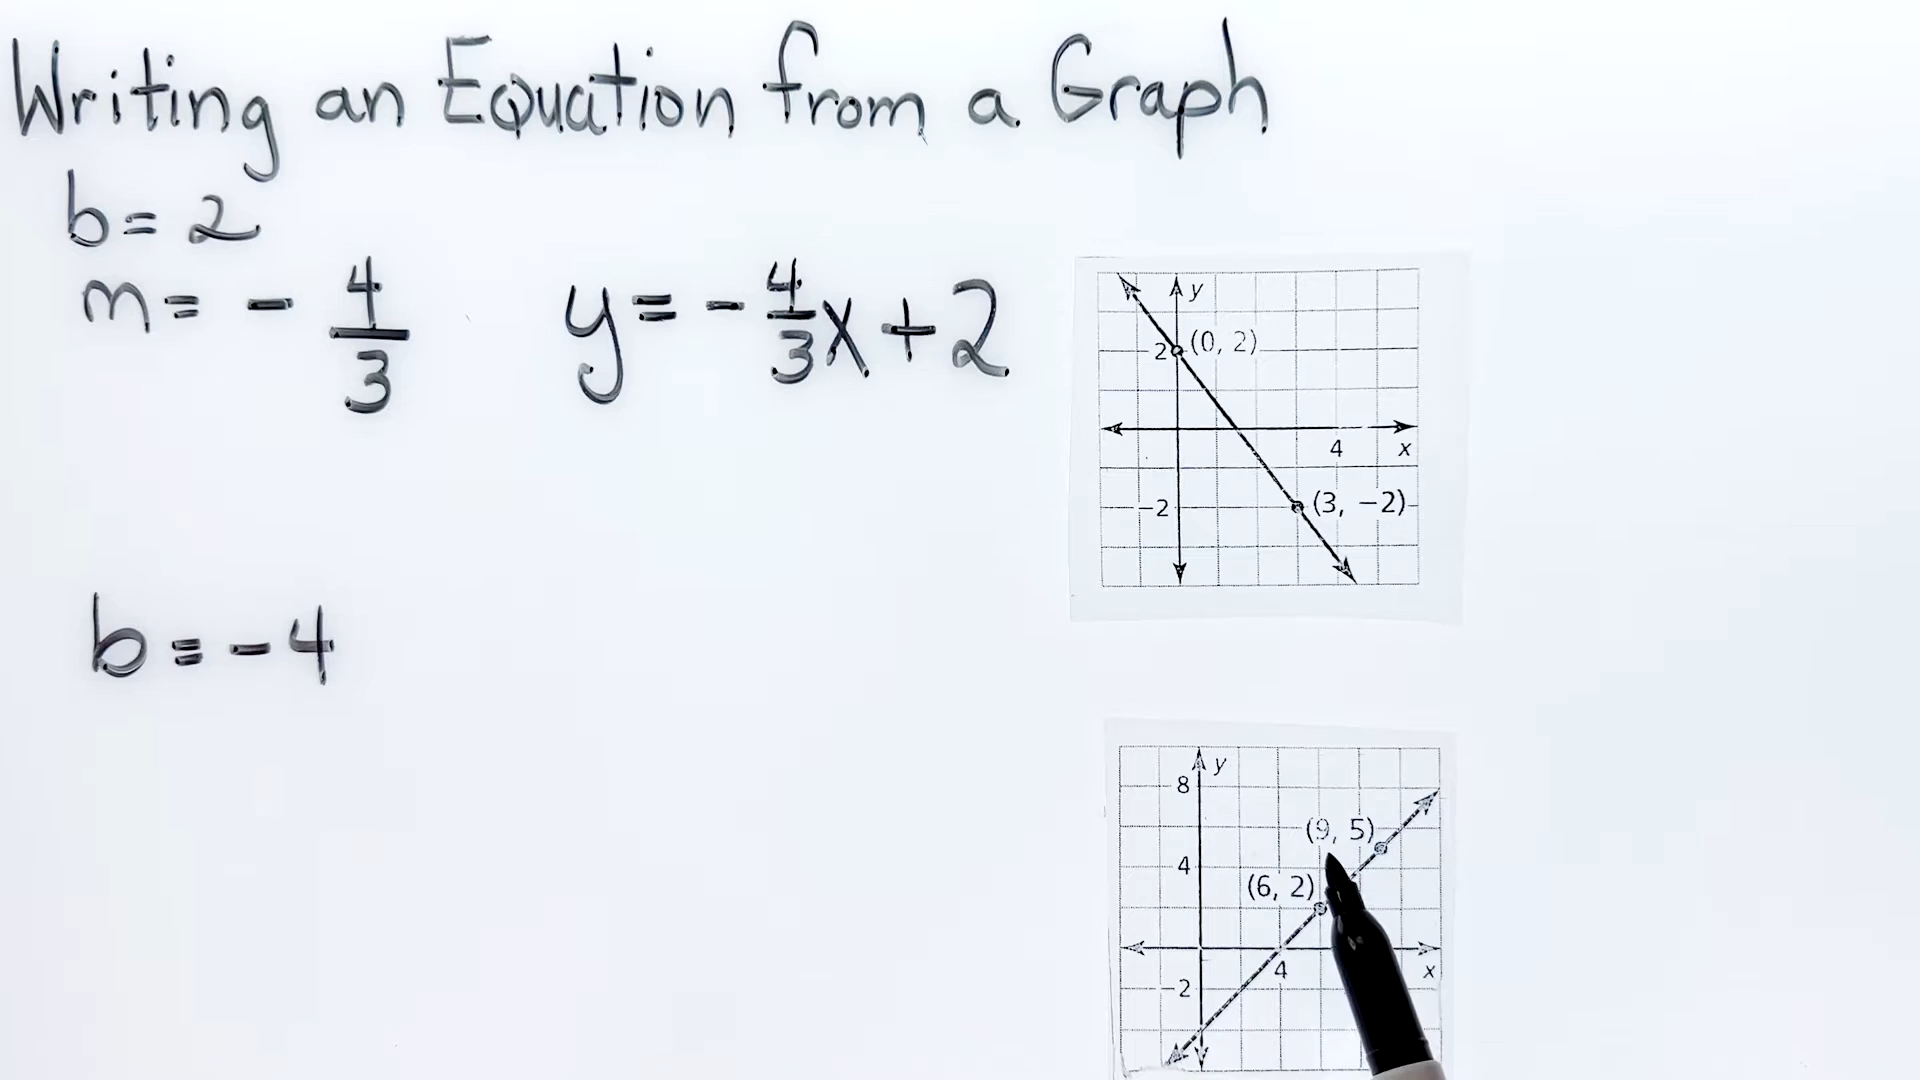 Writing an Equation from a Graph
b = 2
m = - 4/3
y = - 4/3 x + 2
y
2
(0, 2)
4
x
-2
(3, -2)
b = -4
y
8
(9, 5)
4
(6, 2)
4
x
-2